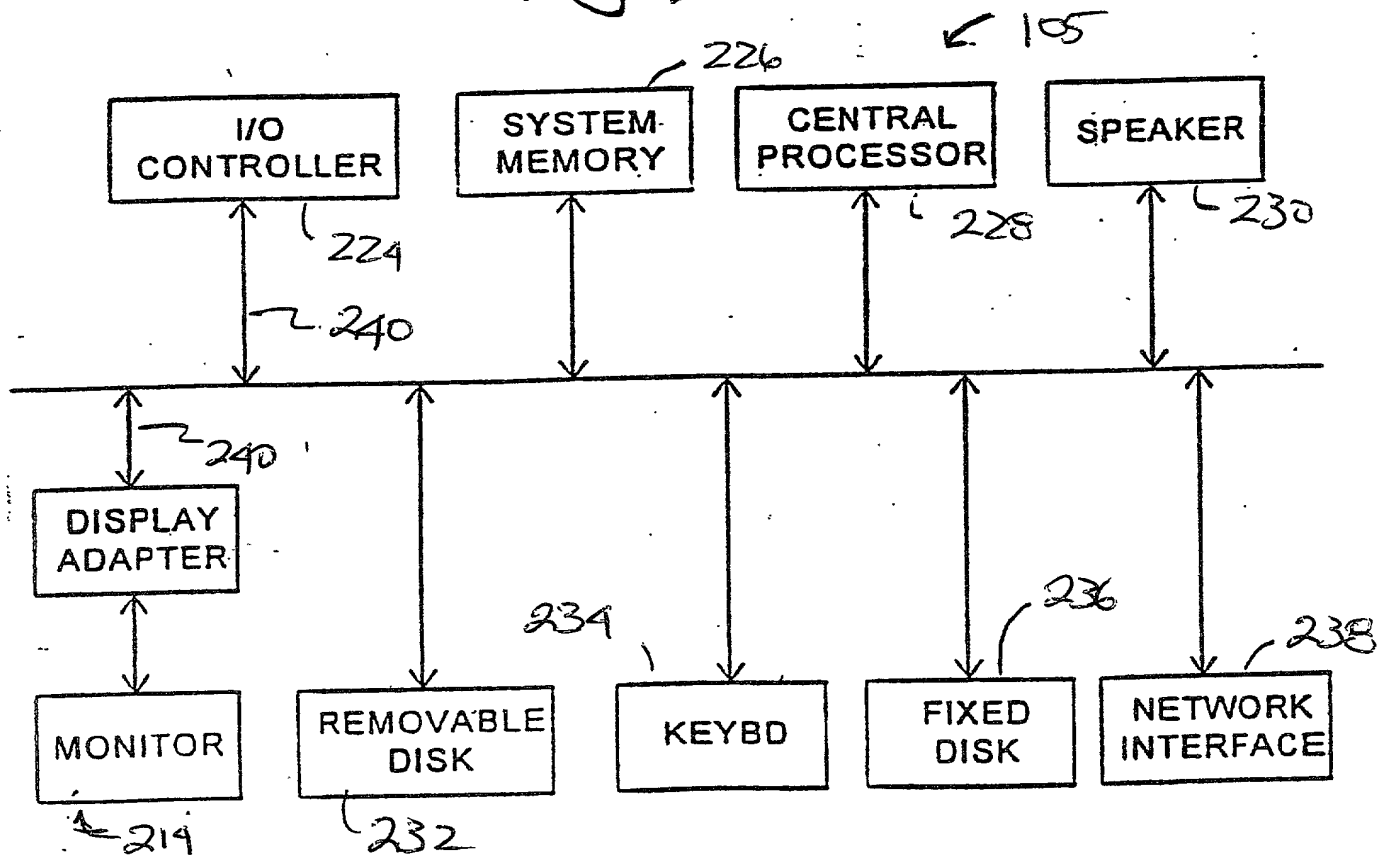 105
226
I/O
CONTROLLER
SYSTEM
MEMORY
CENTRAL
PROCESSOR
SPEAKER
224
228
230
240
240
DISPLAY
ADAPTER
234
236
238
MONITOR
REMOVABLE
DISK
KEYBD
FIXED
DISK
NETWORK
INTERFACE
219
232